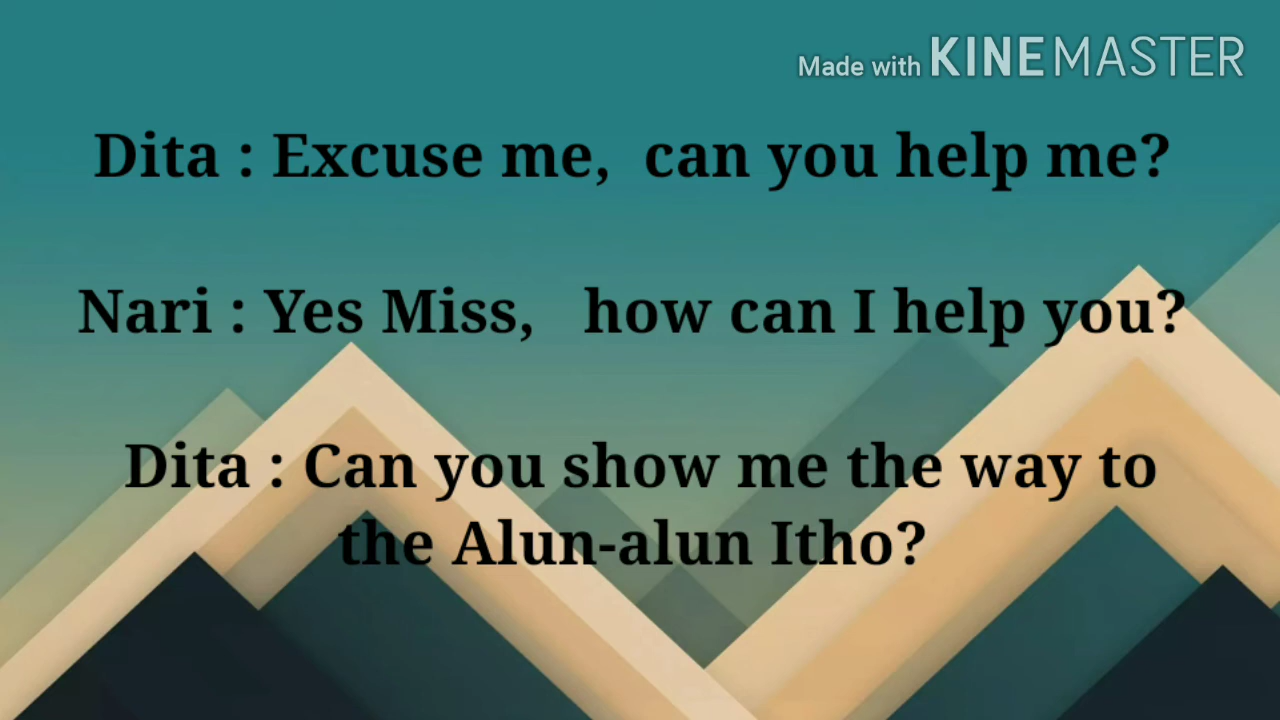 Made with KINEMASTER
Dita : Excuse me,  can you help me?
Nari : Yes Miss,   how can I help you?
Dita : Can you show me the way to
the Alun-alun Itho?